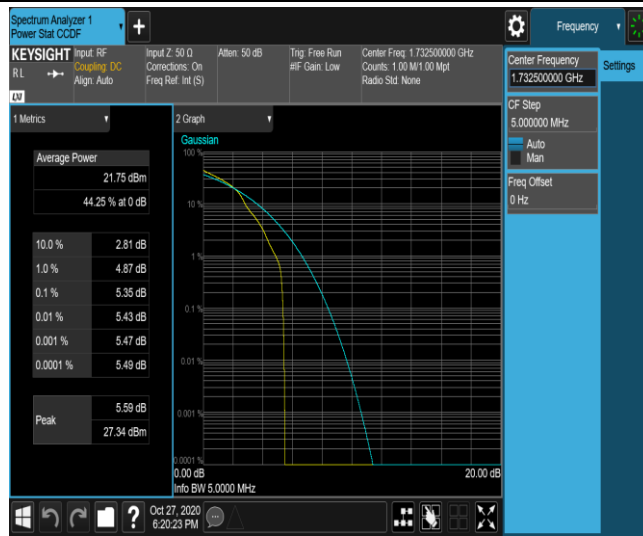 Spectrum Analyzer 1
Power Stat CCDF
+
Frequency
KEYSIGHT
RL
LXI
Input: RF
Coupling: DC
Align: Auto
Input Z: 50 Ω
Corrections: On
Freq Ref: Int (S)
Atten: 50 dB
Trig: Free Run
#IF Gain: Low
Center Freq: 1.732500000 GHz
Counts: 1.00 M/1.00 Mpt
Radio Std: None
Center Frequency
1.732500000 GHz
Settings
CF Step
5.000000 MHz
Auto
Man
Freq Offset
0 Hz
1 Metrics
Average Power
21.75 dBm
44.25 % at 0 dB
10.0 % 2.81 dB
1.0 % 4.87 dB
0.1 % 5.35 dB
0.01 % 5.43 dB
0.001 % 5.47 dB
0.0001 % 5.49 dB
Peak
5.59 dB
27.34 dBm
2 Graph
Gaussian
100 %
10 %
1 %
0.1 %
0.01 %
0.001 %
0.0001 %
0.00 dB 20.00 dB
Info BW 5.0000 MHz
?
Oct 27, 2020
6:20:23 PM